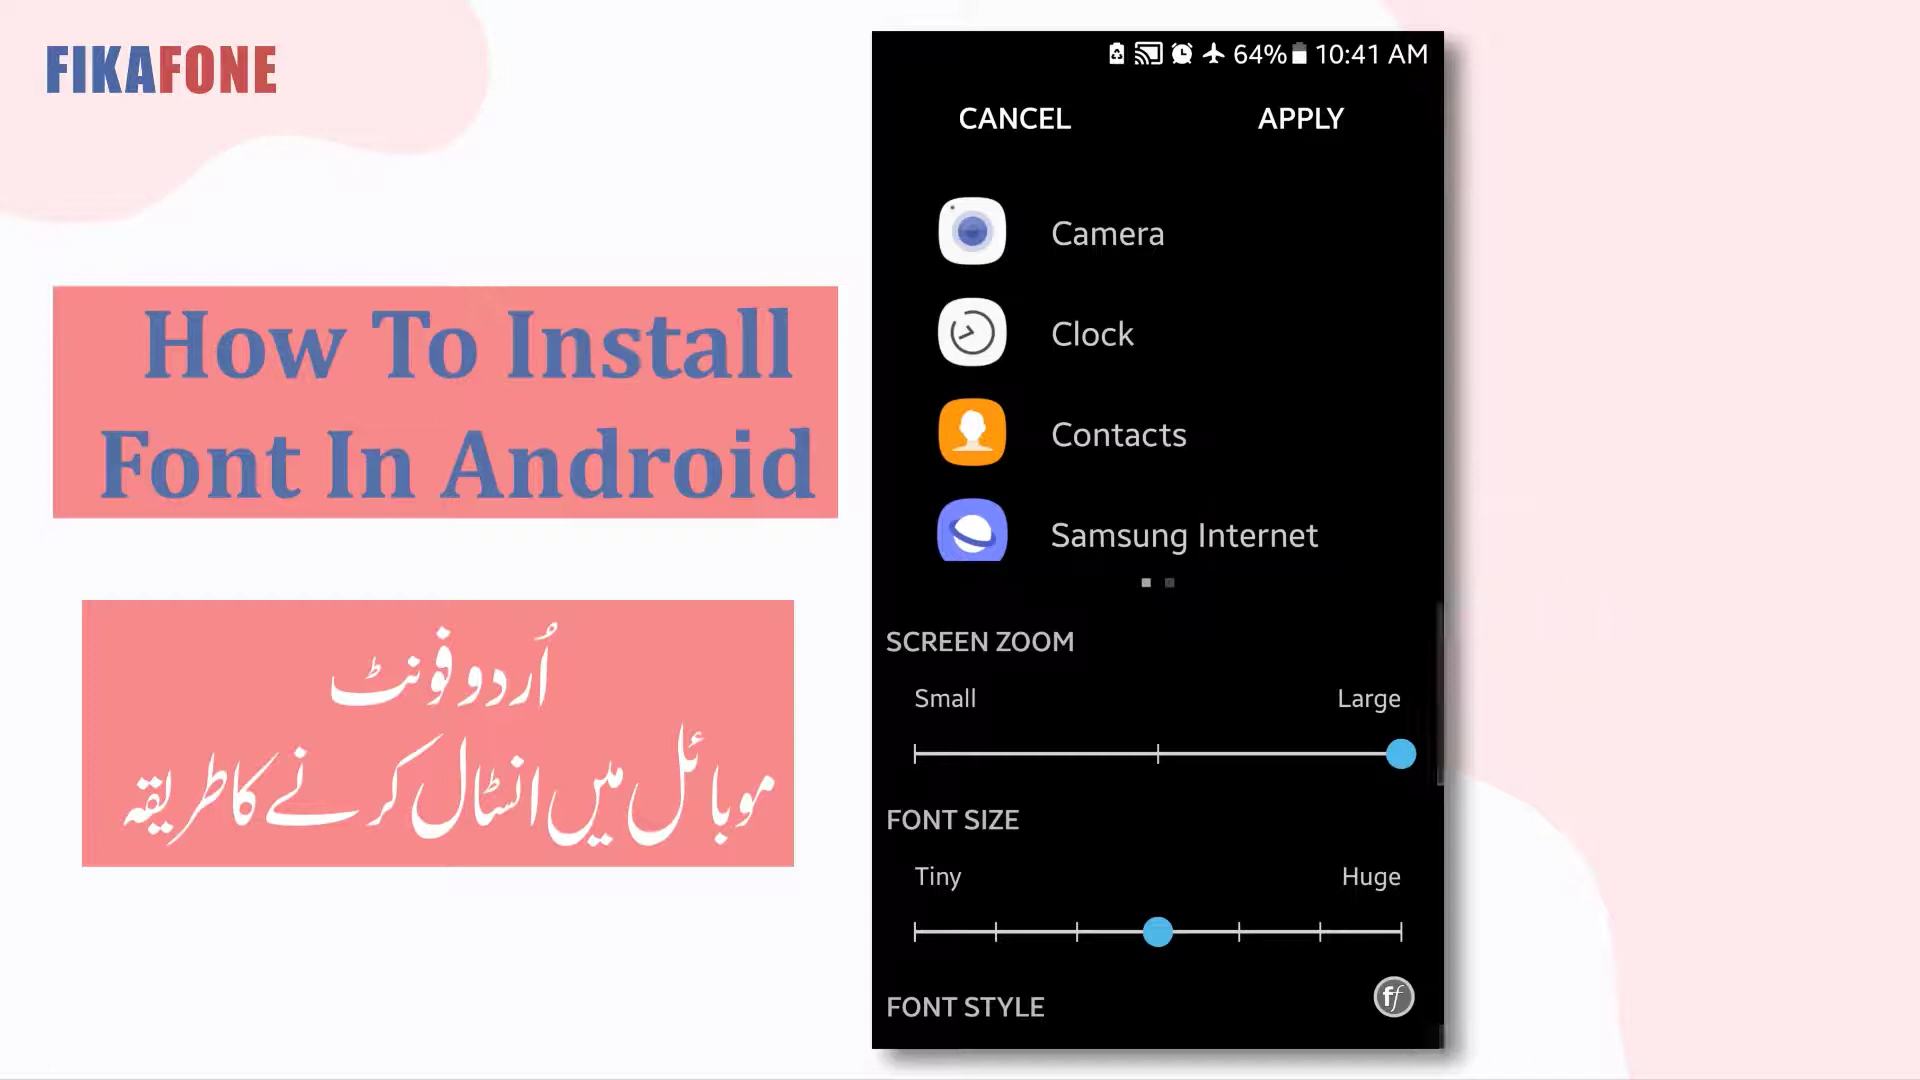 FIKAFONE
How To Install
Font In Android
اُردو فونٹ
موبائل میں انسٹال کرنے کا طریقہ
64% 10:41 AM
CANCEL APPLY
Camera
Clock
Contacts
Samsung Internet
SCREEN ZOOM
Small Large
FONT SIZE
Tiny Huge
FONT STYLE
ff